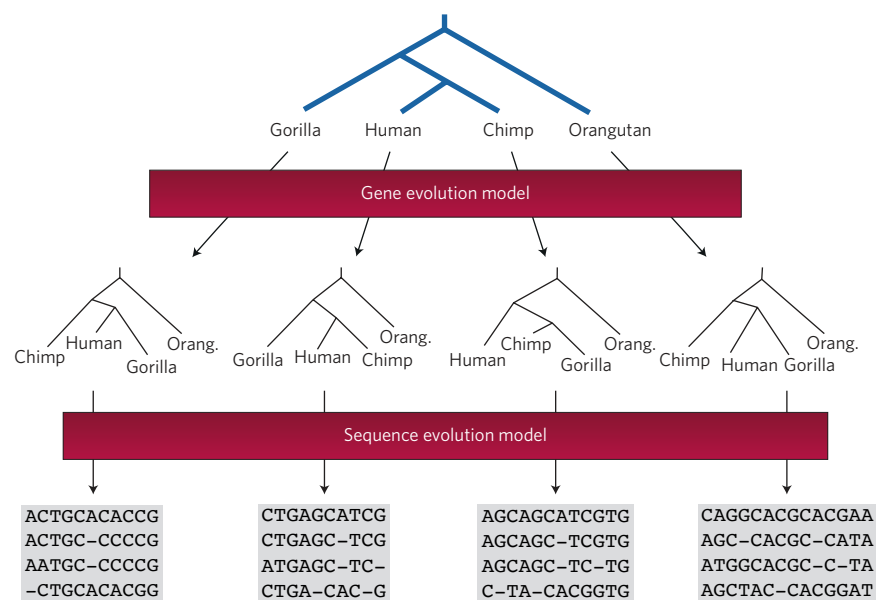 Gorilla Human Chimp Orangutan
Gene evolution model
Chimp Human Gorilla Orang.
Gorilla Human Chimp Orang.
Human Chimp Gorilla Orang.
Chimp Human Gorilla Orang.
Sequence evolution model
ACTGCACACCG
ACTGC-CCCCG
AATGC-CCCCG
-CTGCACACGG
CTGAGCATCG
CTGAGC-TCG
ATGAGC-TC-
CTGA-CAC-G
AGCAGCATCGTG
AGCAGC-TCGTG
AGCAGC-TC-TG
C-TA-CACGGTG
CAGGCACGCACGAA
AGC-CACGC-CATA
ATGGCACGC-C-TA
AGCTAC-CACGGAT